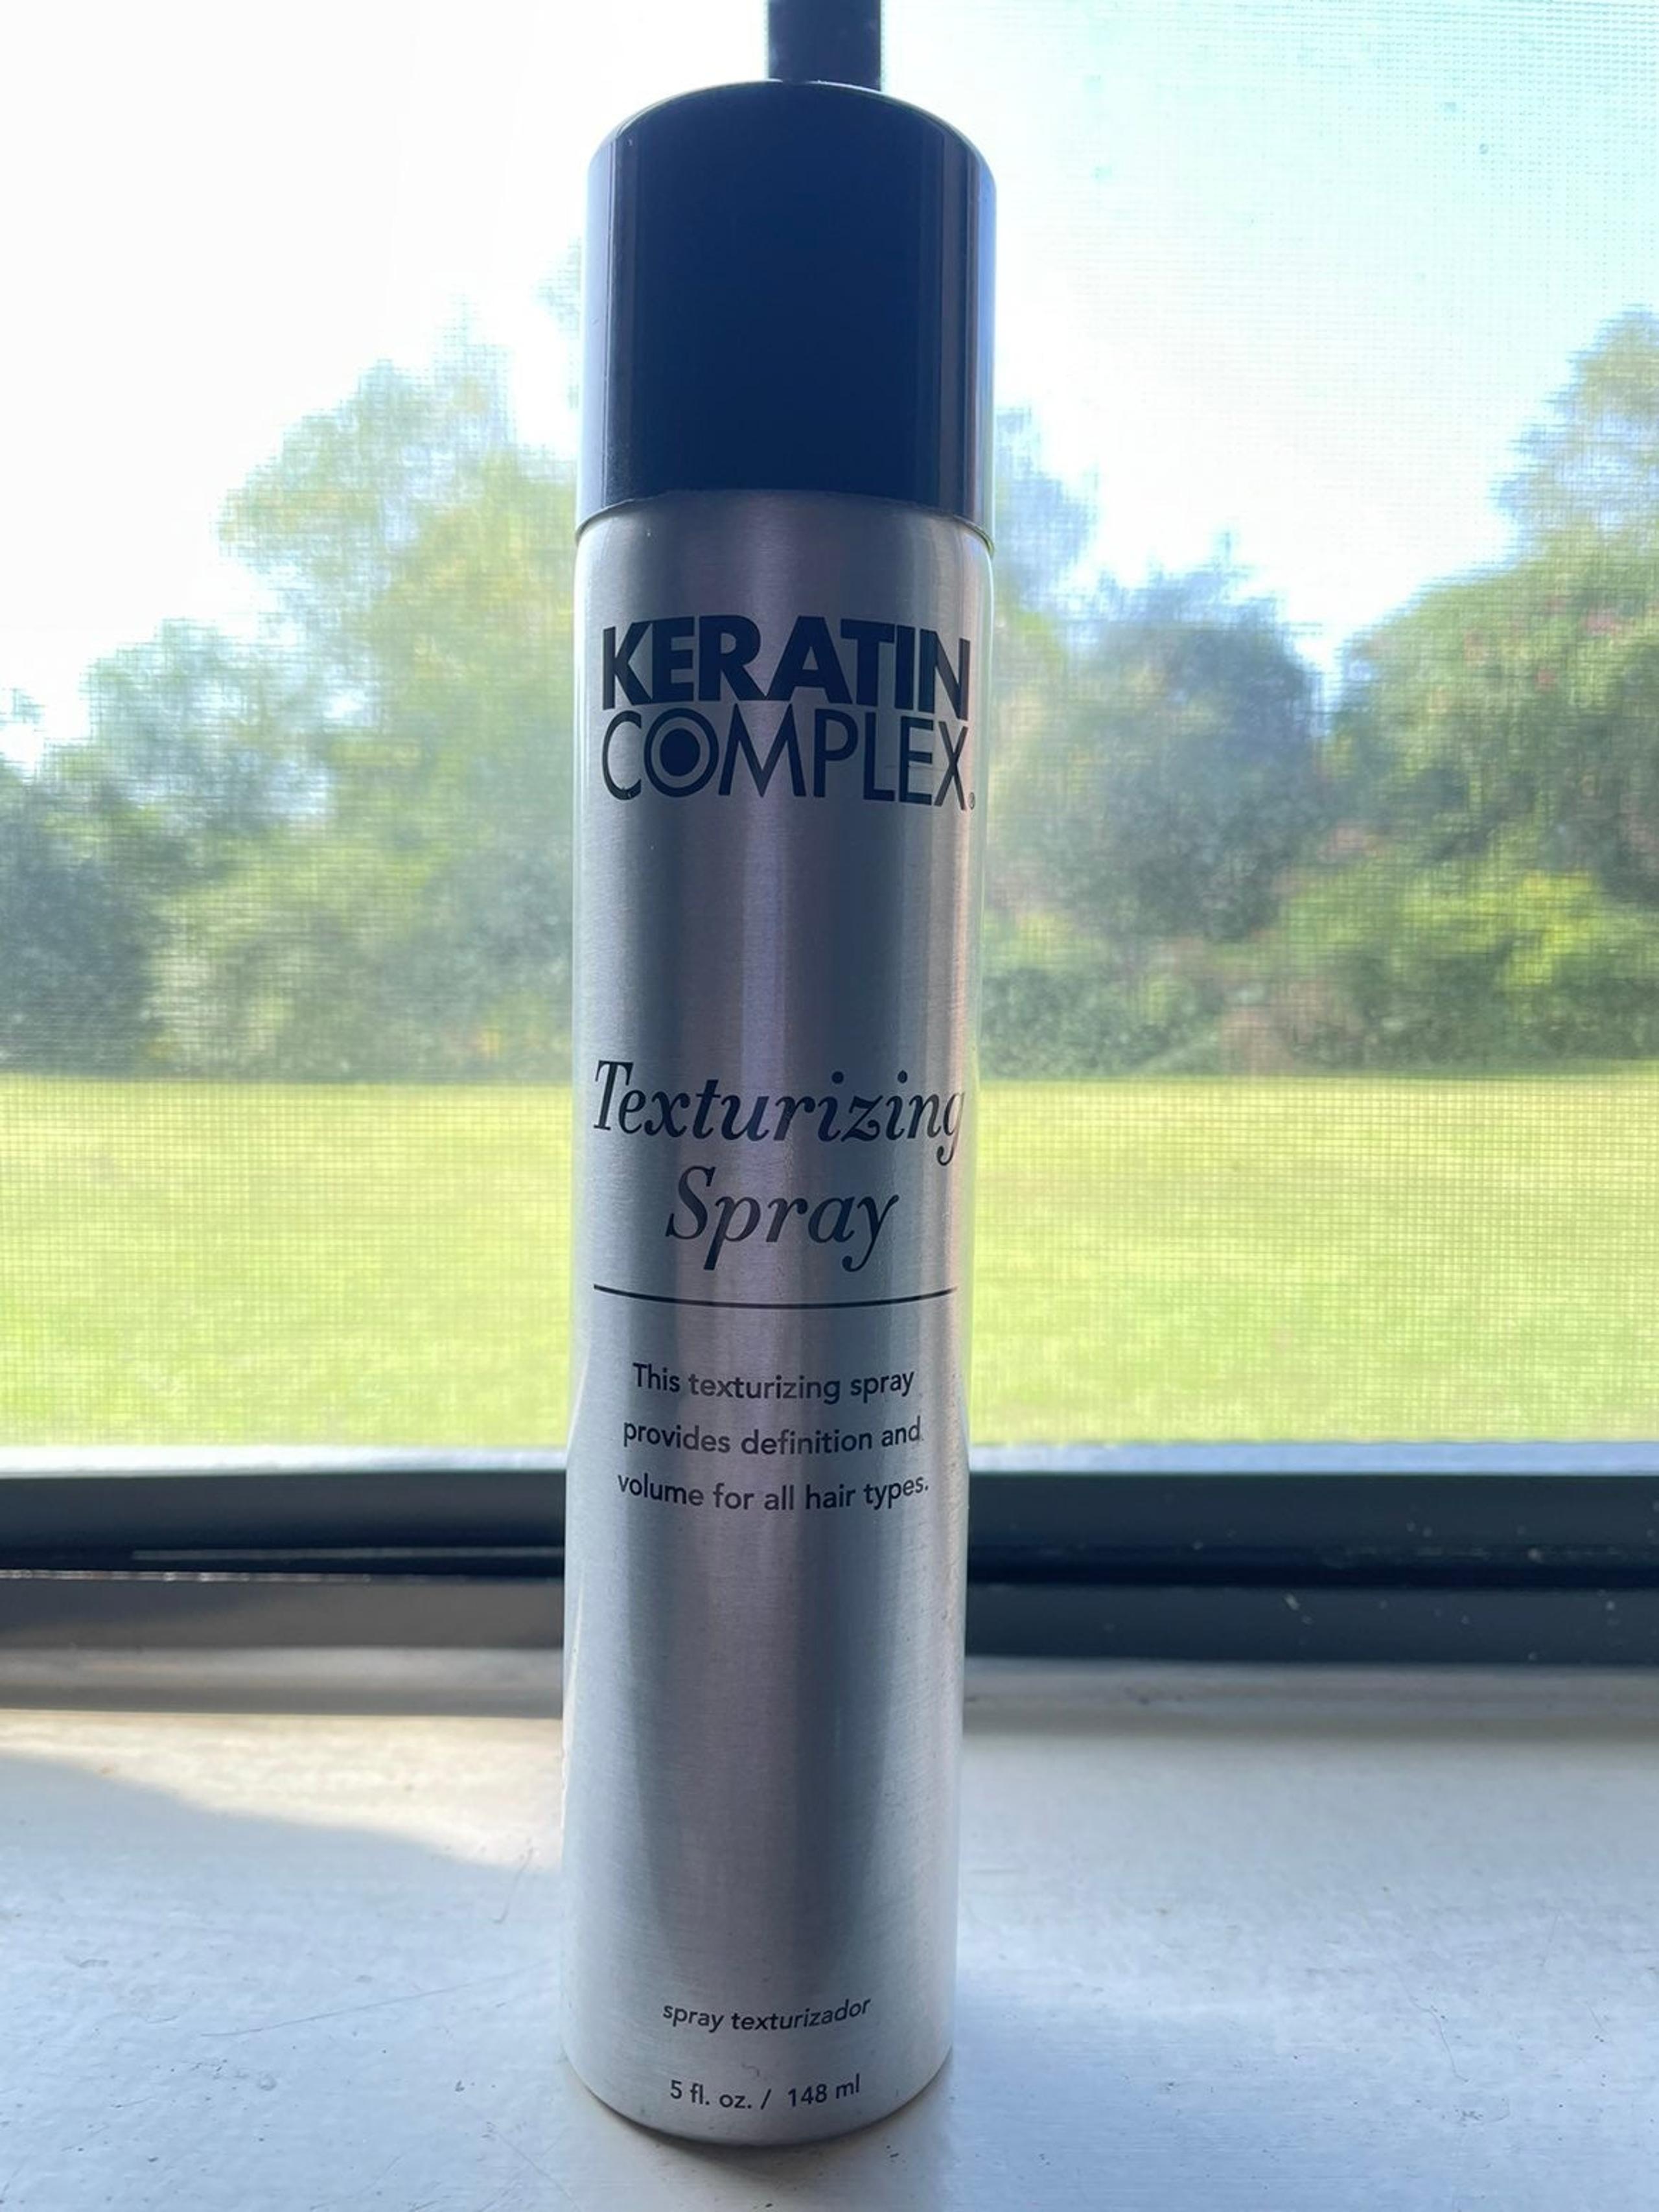 KERATIN
COMPLEX®
Texturizing
Spray
This texturizing spray
provides definition and
volume for all hair types.
spray texturizador
5 fl. oz. / 148 ml